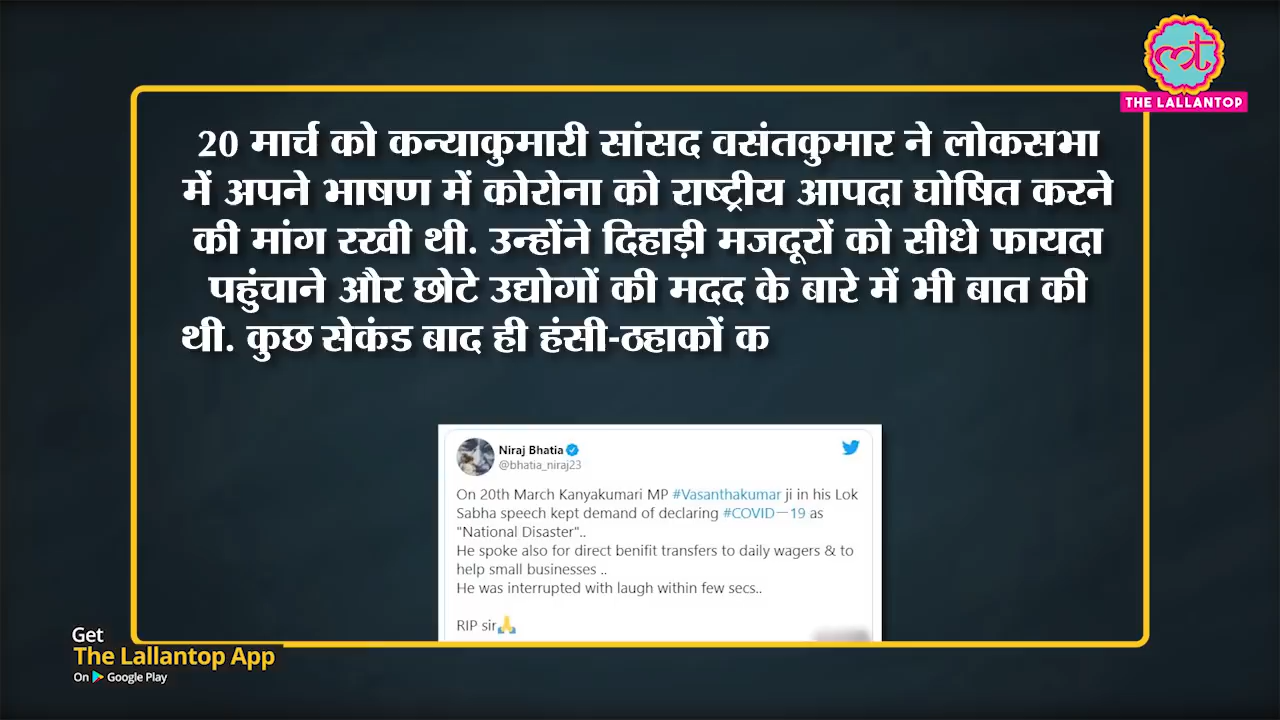 THE LALLANTOP
20 मार्च को कन्याकुमारी सांसद वसंतकुमार ने लोकसभा
में अपने भाषण में कोरोना को राष्ट्रीय आपदा घोषित करने
की मांग रखी थी. उन्होंने दिहाड़ी मजदूरों को सीधे फायदा
पहुंचाने और छोटे उद्योगों की मदद के बारे में भी बात की
थी. कुछ सेकंड बाद ही हंसी-ठहाकों क
Niraj Bhatia
@bhatia_niraj23
On 20th March Kanyakumari MP #Vasanthakumar ji in his Lok
Sabha speech kept demand of declaring #COVID—19 as
"National Disaster"..
He spoke also for direct benifit transfers to daily wagers & to
help small businesses ..
He was interrupted with laugh within few secs..
RIP sir🙏
Get
The Lallantop App
On Google Play